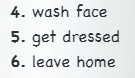 4. wash face
5. get dressed
6. leave home